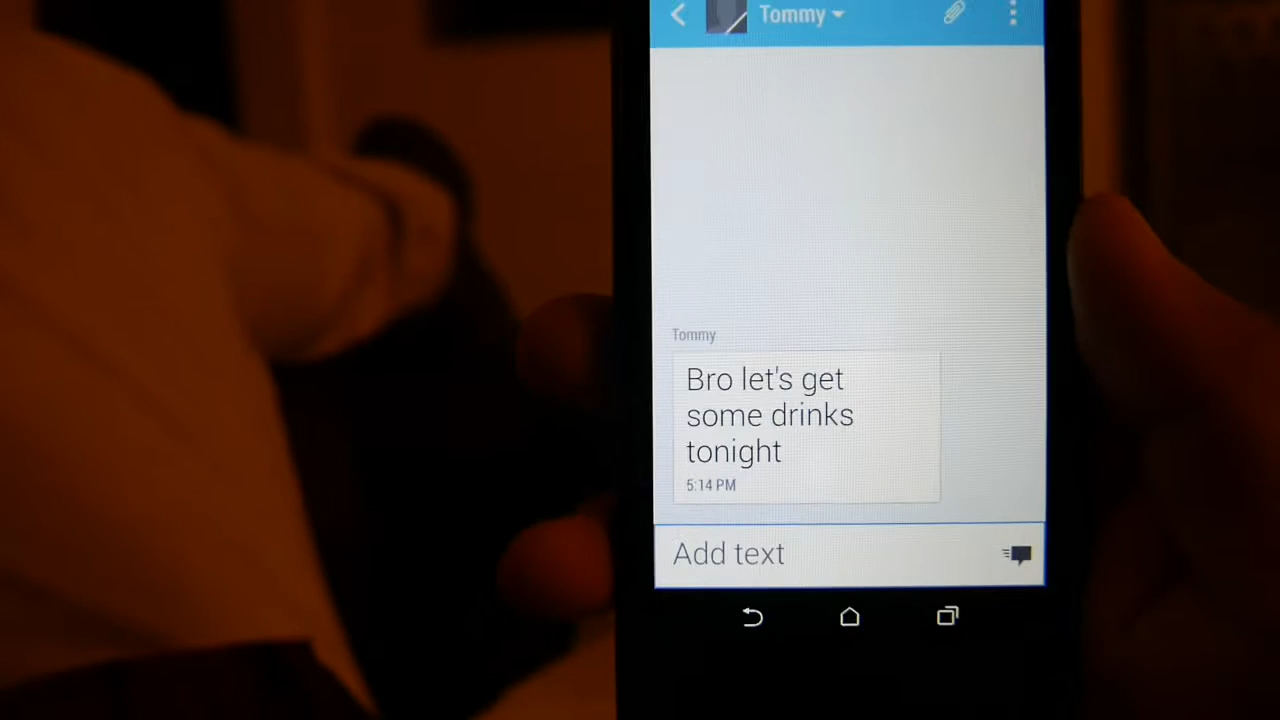 Tommy
Tommy
Bro let's get
some drinks
tonight
5:14 PM
Add text